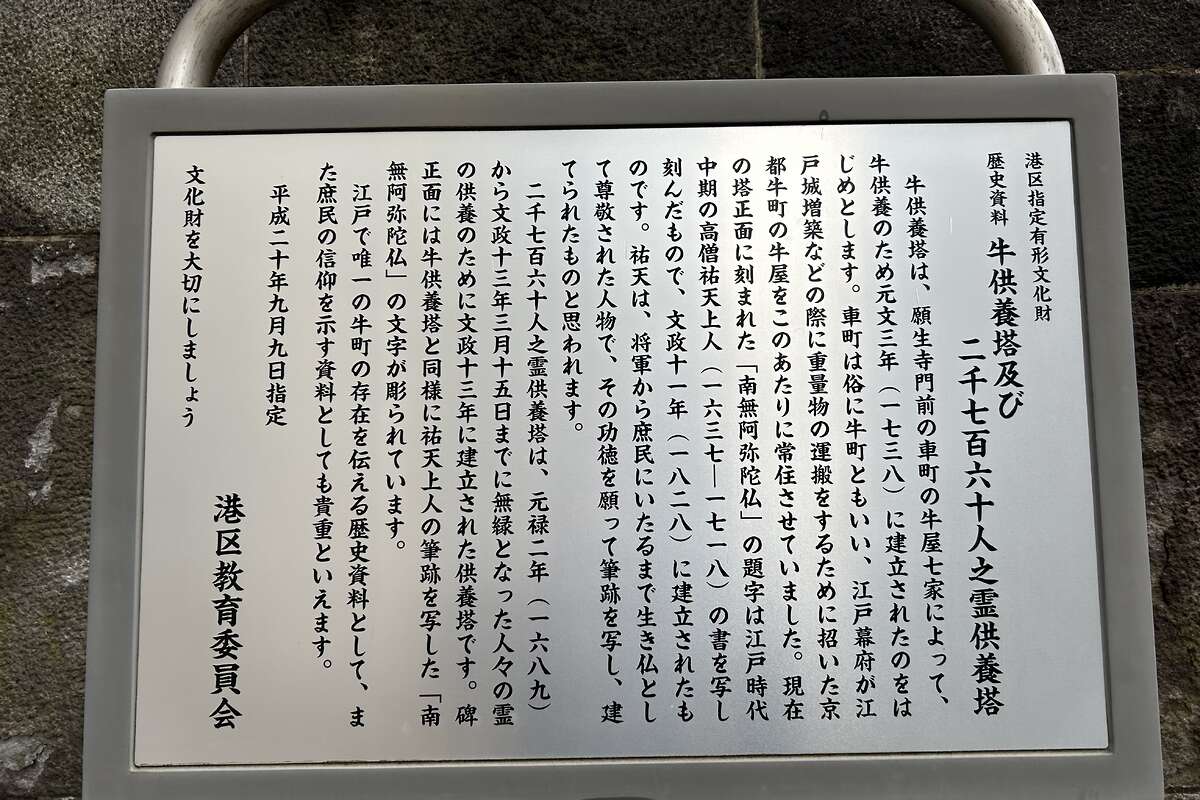 港区指定有形文化財
歴史資料 牛供養塔及び
二千七百六十人之霊供養塔
牛供養塔は、願生寺門前の車町の牛屋七家によって、
牛供養のため元文三年（一七三八）に建立されたのをは
じめとします。車町は俗に牛町ともいい、江戸幕府が江
戸城増築などの際に重量物の運搬をするために招いた京
都牛町の牛屋をこのあたりに常住させていました。現在
の塔正面に刻まれた「南無阿弥陀仏」の題字は江戸時代
中期の高僧祐天上人（一六三七―一七一八）の書を写し
刻んだもので、文政十一年（一八二八）に建立されたも
のです。祐天は、将軍から庶民にいたるまで生き仏とし
て尊敬された人物で、その功徳を願って筆跡を写し、建
てられたものと思われます。
二千七百六十人之霊供養塔は、元禄二年（一六八九）
から文政十三年三月十五日までに無縁となった人々の霊
の供養のために文政十三年に建立された供養塔です。碑
正面には牛供養塔と同様に祐天上人の筆跡を写した「南
無阿弥陀仏」の文字が彫られています。
江戸で唯一の牛町の存在を伝える歴史資料として、ま
た庶民の信仰を示す資料としても貴重といえます。
平成二十年九月九日指定
港区教育委員会
文化財を大切にしましょう